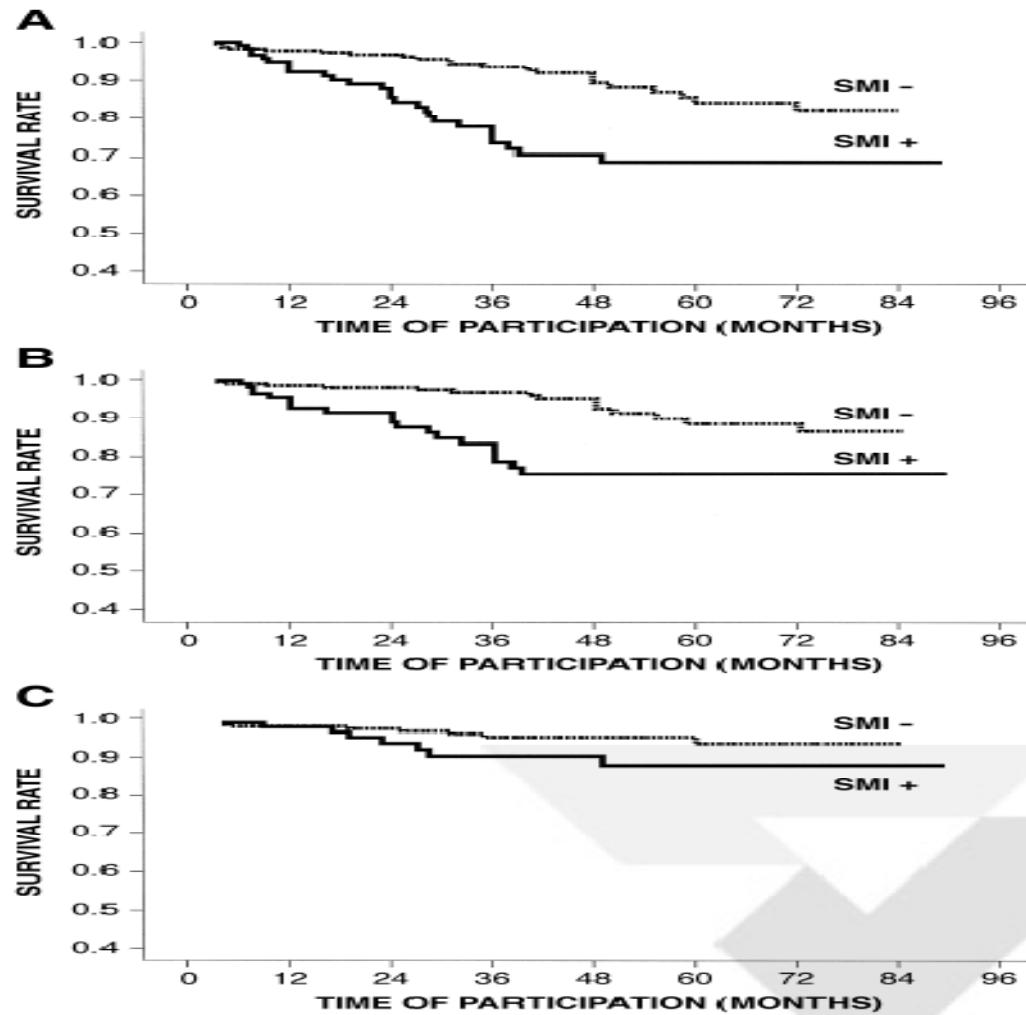 A
1.0
0.9
0.8
0.7
0.6
0.5
0.4
SURVIVAL RATE
SMI -
SMI +
0 12 24 36 48 60 72 84 96
TIME OF PARTICIPATION (MONTHS)
B
1.0
0.9
0.8
0.7
0.6
0.5
0.4
SURVIVAL RATE
SMI -
SMI +
0 12 24 36 48 60 72 84 96
TIME OF PARTICIPATION (MONTHS)
C
1.0
0.9
0.8
0.7
0.6
0.5
0.4
SURVIVAL RATE
SMI -
SMI +
0 12 24 36 48 60 72 84 96
TIME OF PARTICIPATION (MONTHS)